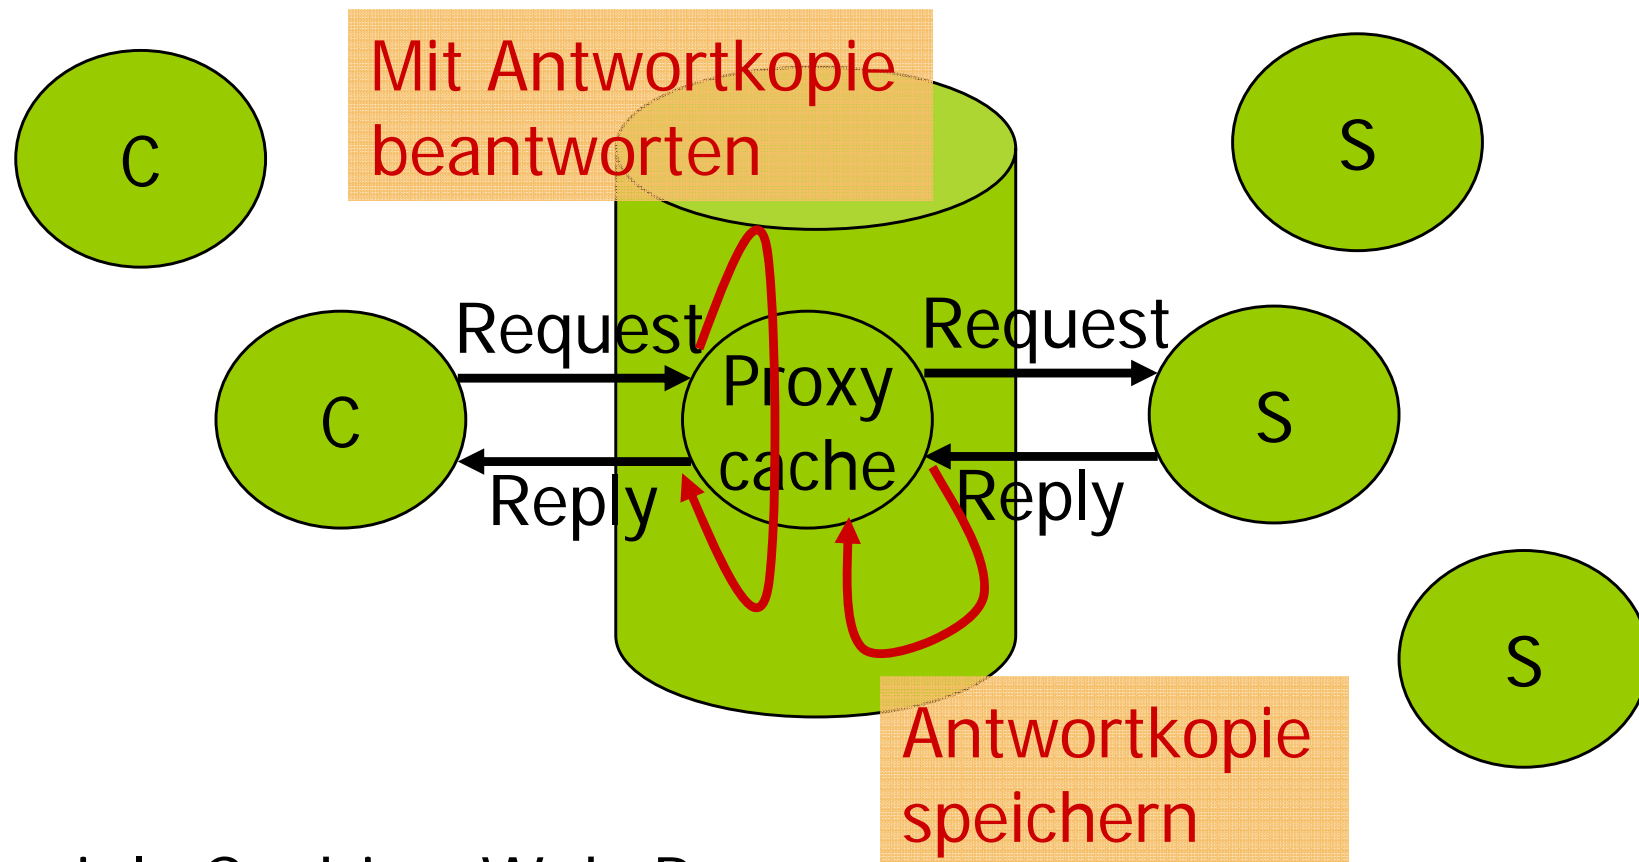 Mit Antwortkopie
beantworten
C
S
Request
Request
C
Proxy
cache
S
Reply
Reply
S
Antwortkopie
speichern